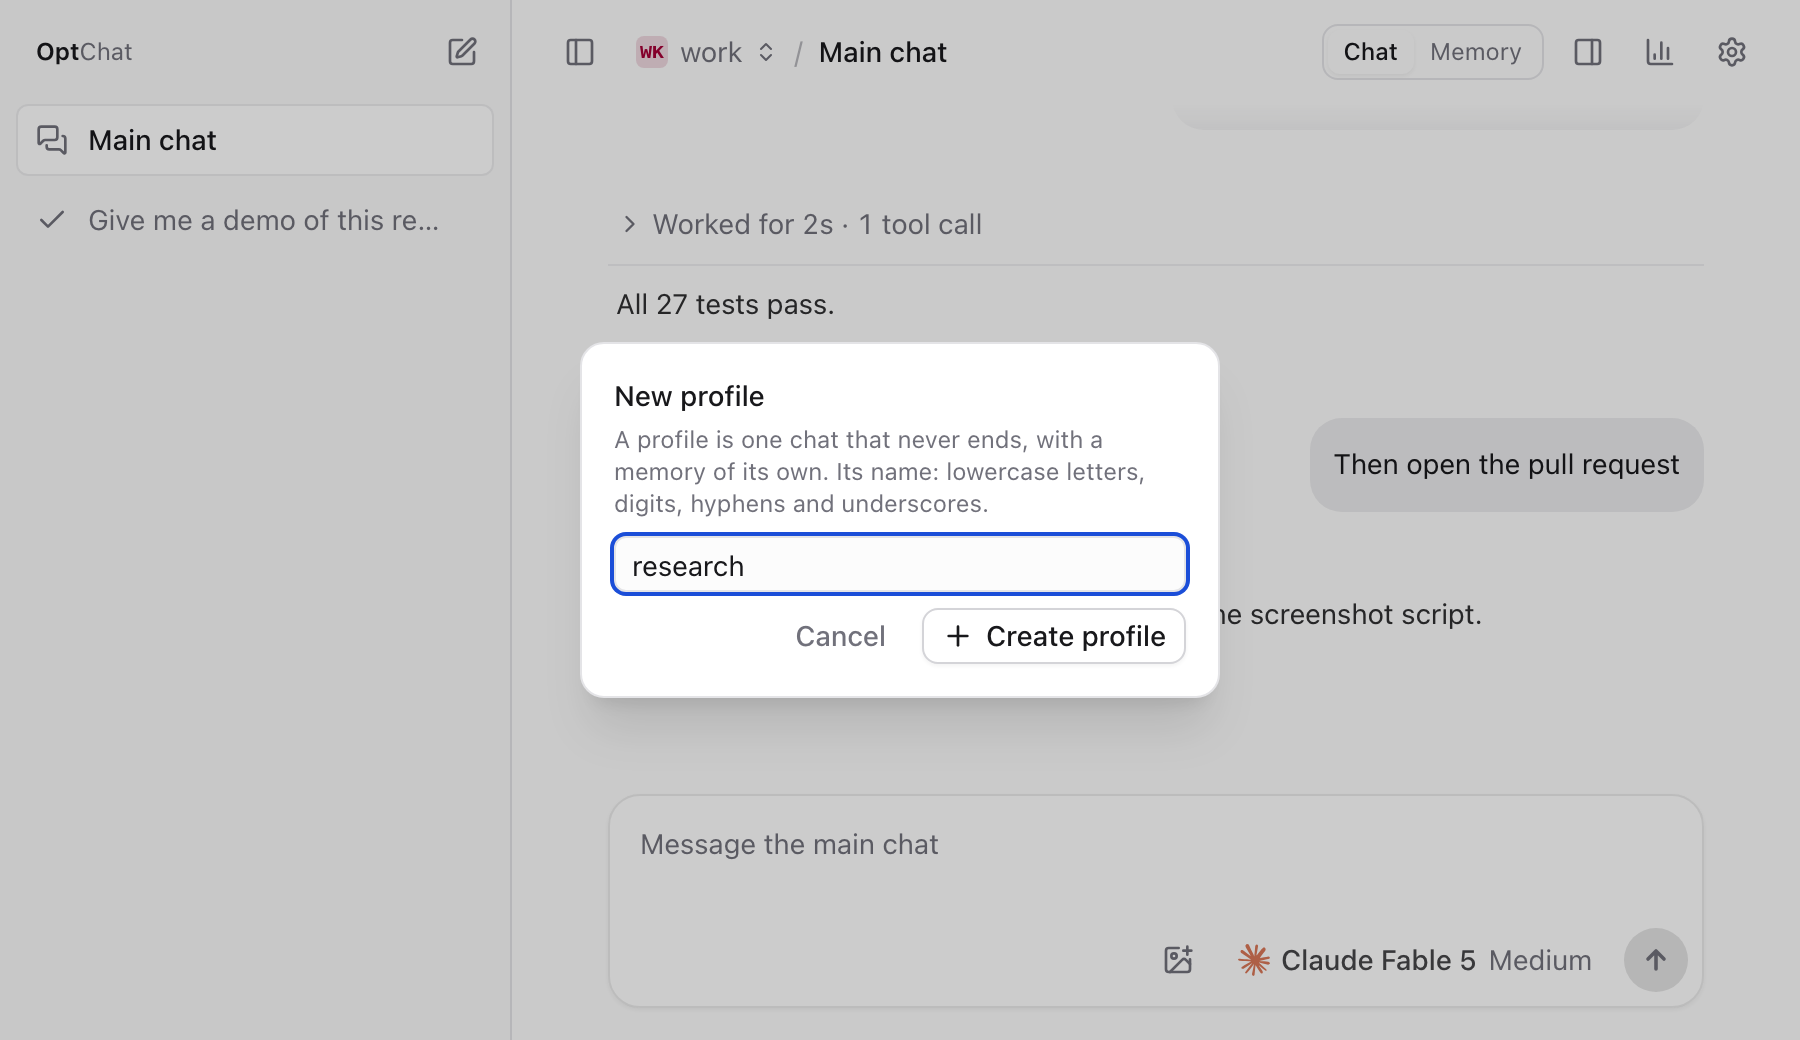 OptChat
WK work / Main chat
Chat Memory
Main chat
Give me a demo of this re...
Worked for 2s · 1 tool call
All 27 tests pass.
Then open the pull request
New profile
A profile is one chat that never ends, with a
memory of its own. Its name: lowercase letters,
digits, hyphens and underscores.
research
Cancel
Create profile
screenshot script.
Message the main chat
Claude Fable 5 Medium